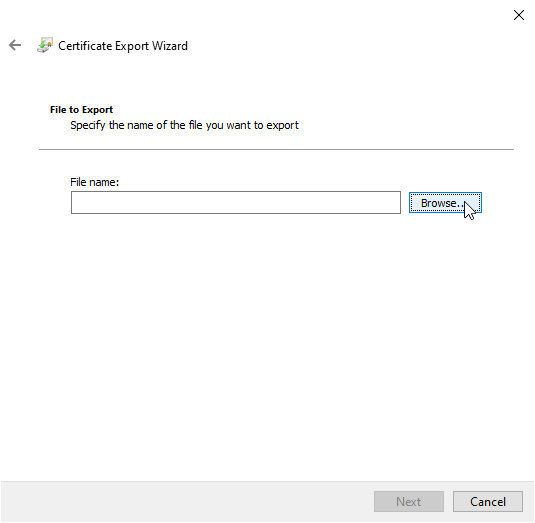 Certificate Export Wizard
File to Export
Specify the name of the file you want to export
File name:
Browse...
Next
Cancel